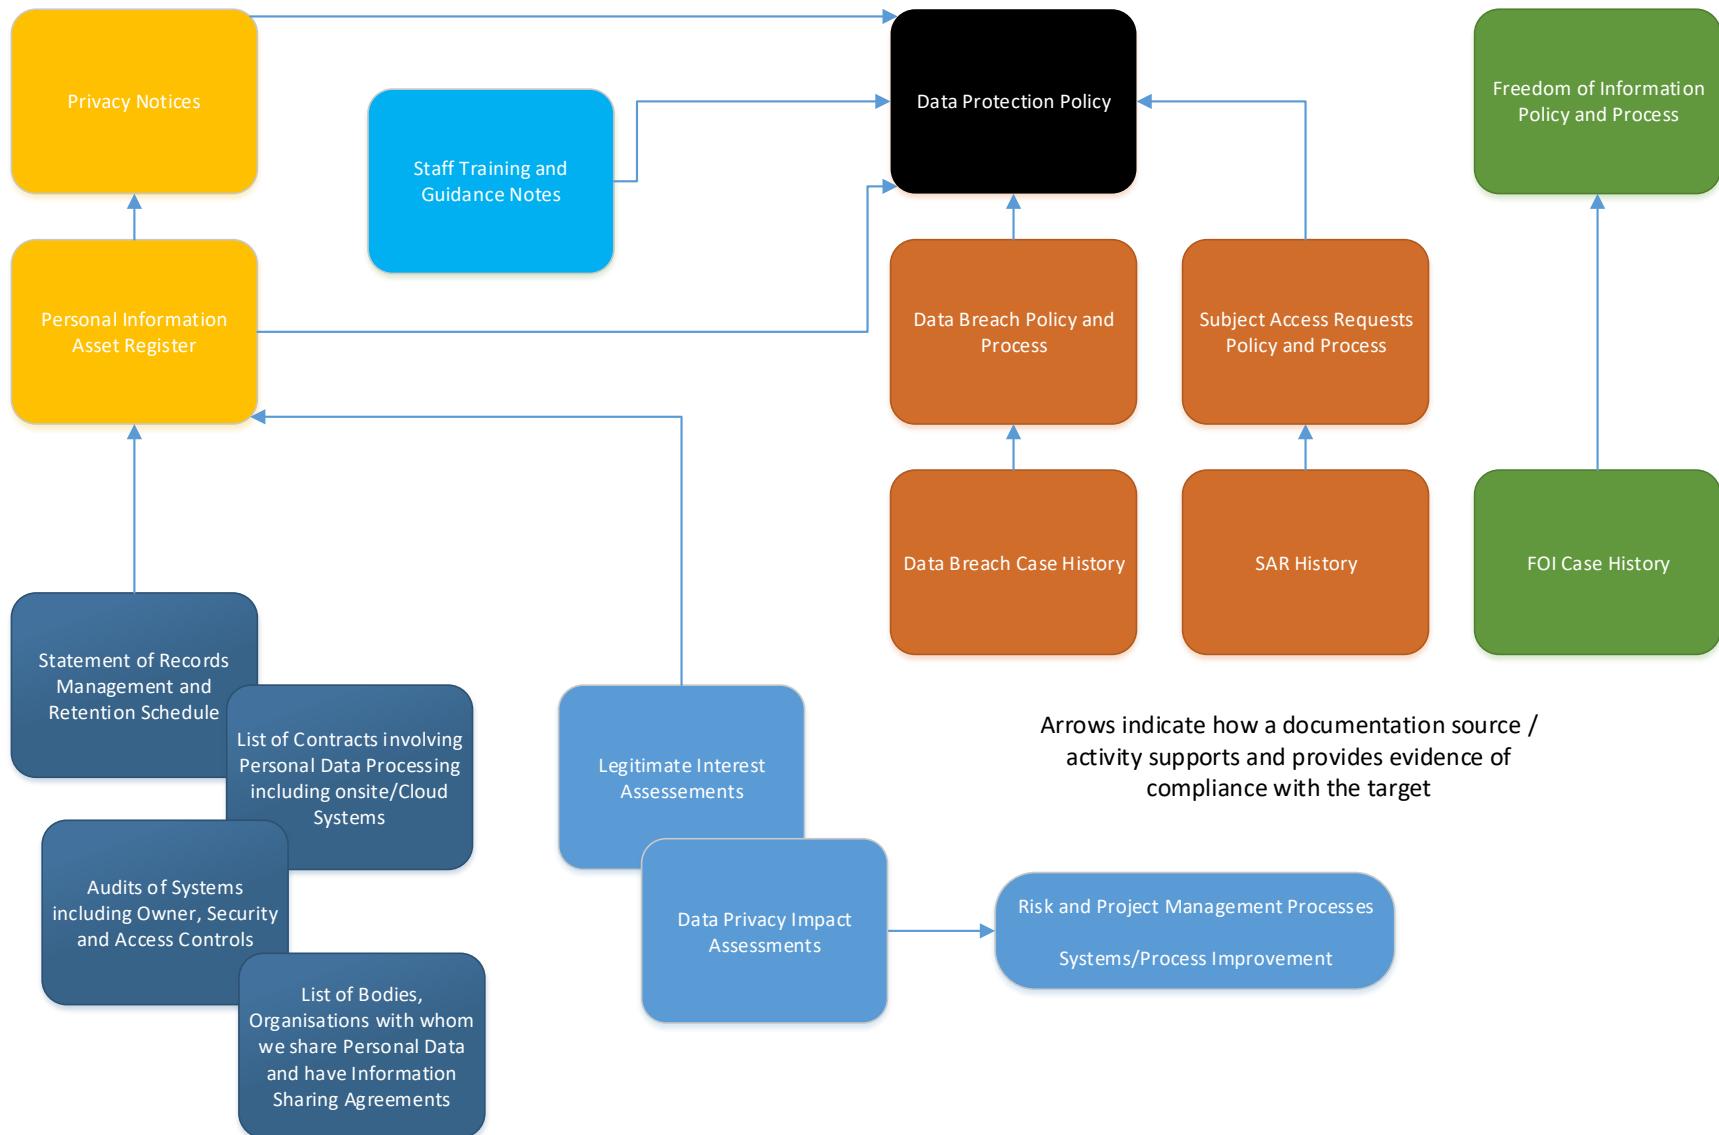 Privacy Notices
Data Protection Policy
Freedom of Information
Policy and Process
Staff Training and
Guidance Notes
Personal Information
Asset Register
Data Breach Policy and
Process
Subject Access Requests
Policy and Process
Data Breach Case History
SAR History
FOI Case History
Statement of Records
Management and
Retention Schedule
List of Contracts involving
Personal Data Processing
including onsite/Cloud
Systems
Audits of Systems
including Owner, Security
and Access Controls
List of Bodies,
Organisations with whom
we share Personal Data
and have Information
Sharing Agreements
Legitimate Interest
Assessements
Data Privacy Impact
Assessments
Arrows indicate how a documentation source /
activity supports and provides evidence of
compliance with the target
Risk and Project Management Processes
Systems/Process Improvement